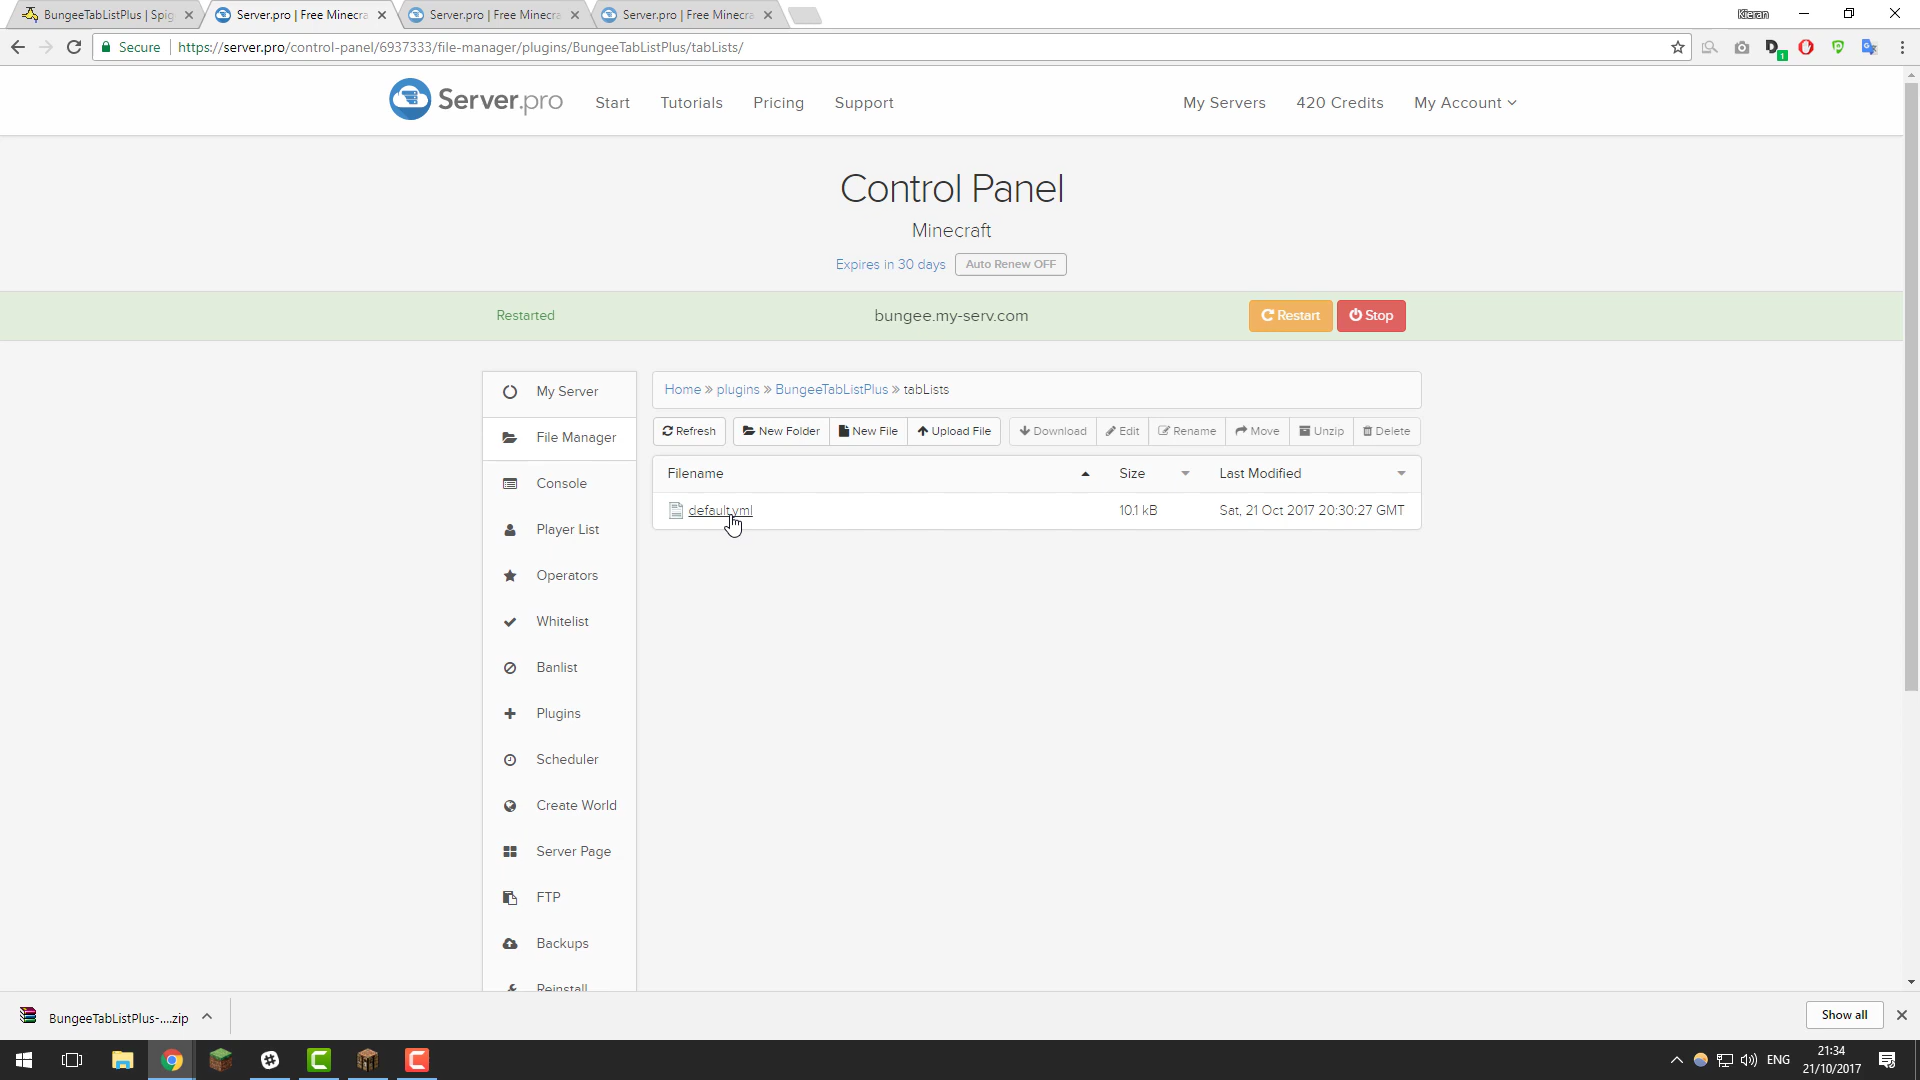 BungeeTabListPlus | Spig
Server.pro | Free Minecra
Server.pro | Free Minecra
Server.pro | Free Minecra
Kieran
Secure
https://server.pro/control-panel/6937333/file-manager/plugins/BungeeTabListPlus/tabLists/
1
Server.pro
Start
Tutorials
Pricing
Support
My Servers
420 Credits
My Account
Control Panel
Minecraft
Expires in 30 days
Auto Renew OFF
Restarted
bungee.my-serv.com
Restart
Stop
My Server
File Manager
Console
Player List
Operators
Whitelist
Banlist
Plugins
Scheduler
Create World
Server Page
FTP
Backups
Reinstall
Home » plugins » BungeeTabListPlus » tabLists
Refresh
New Folder
New File
Upload File
Download
Edit
Rename
Move
Unzip
Delete
Filename
Size
Last Modified
default.yml
10.1 kB
Sat, 21 Oct 2017 20:30:27 GMT
BungeeTabListPlus-....zip
Show all
ENG
21:34
21/10/2017